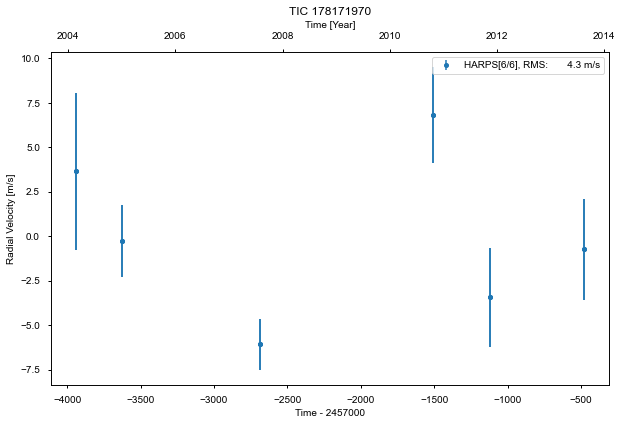 TIC 178171970
Time [Year]
2004 2006 2008 2010 2012 2014
HARPS[6/6], RMS: 4.3 m/s
10.0
7.5
5.0
2.5
0.0
−2.5
−5.0
−7.5
Radial Velocity [m/s]
−4000 −3500 −3000 −2500 −2000 −1500 −1000 −500
Time - 2457000